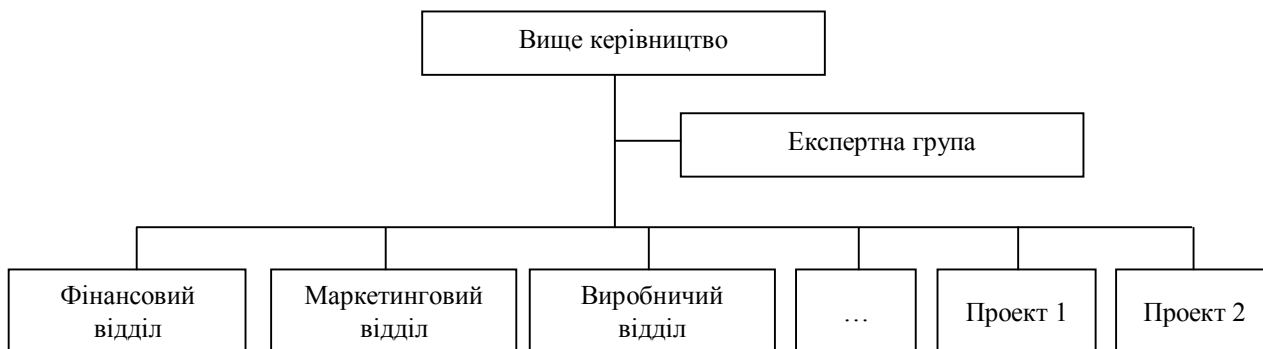 Вище керівництво
Експертна група
Фінансовий
відділ
Маркетинговий
відділ
Виробничий
відділ
…
Проект 1
Проект 2